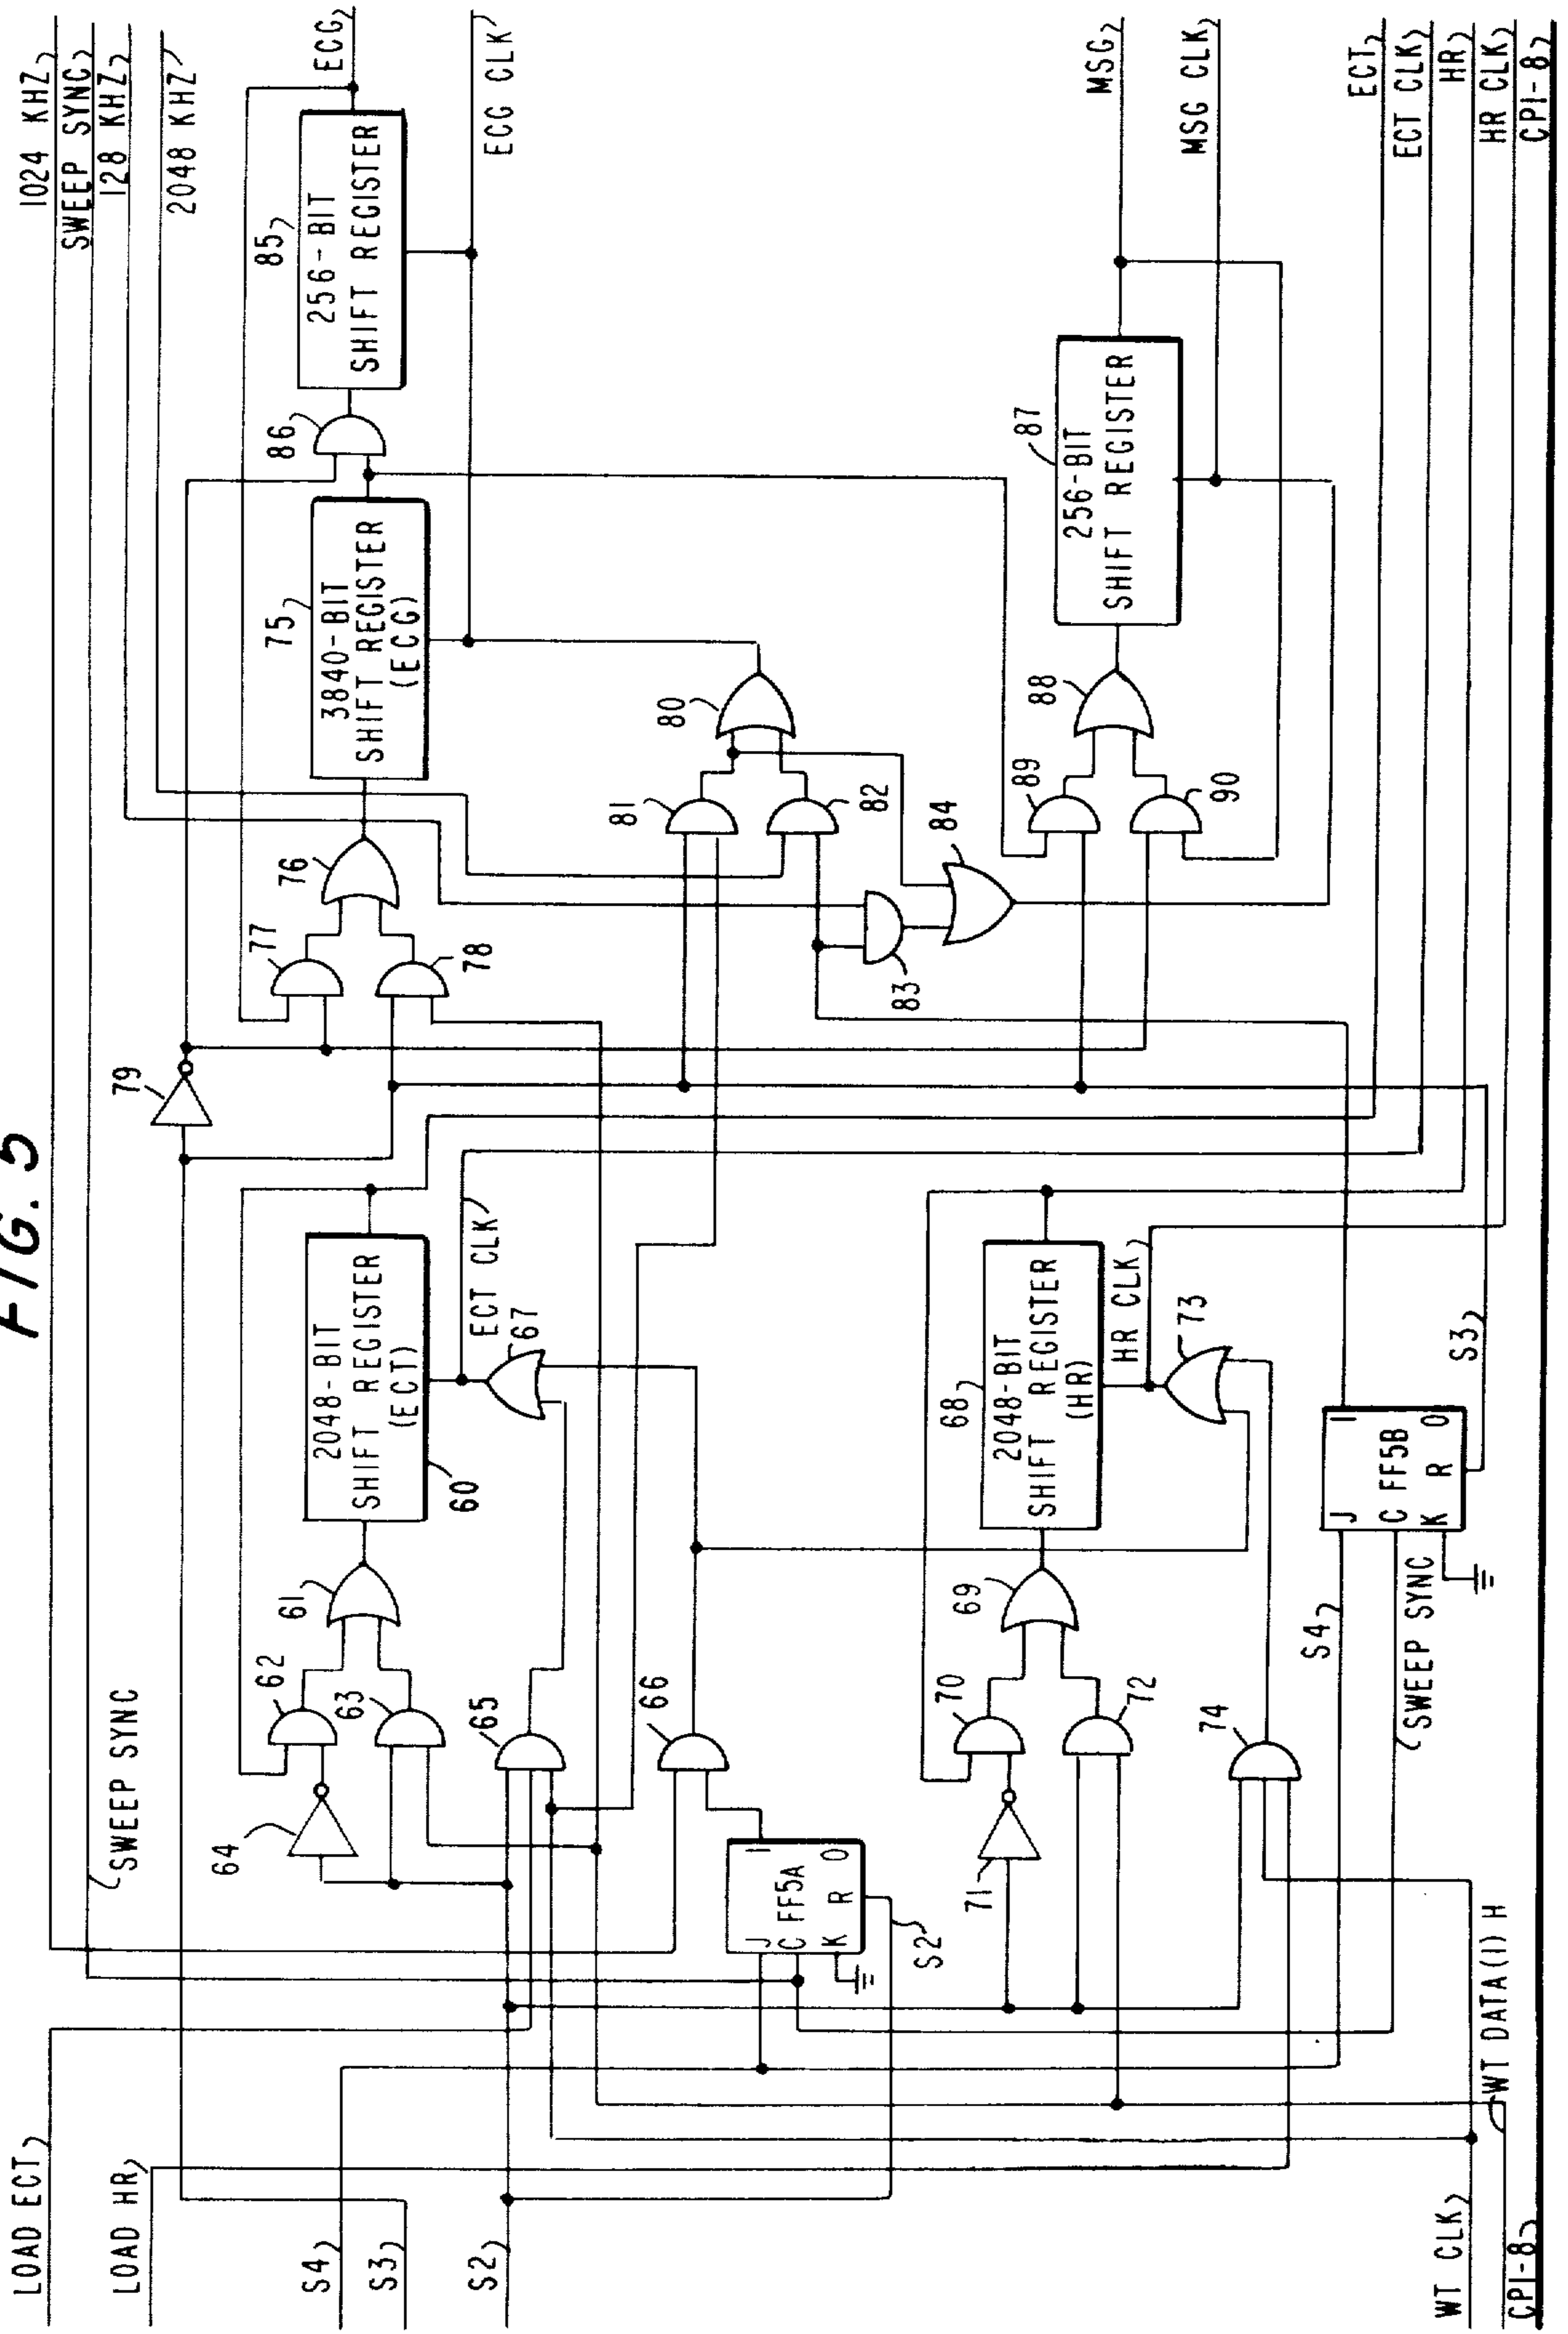 FIG. 5
1024 KHZ
SWEEP SYNC
128 KHZ
2048 KHZ
ECG
ECG CLK
MSG
MSG CLK
ECT
ECT CLK
HR
HR CLK
CPI-8
LOAD ECT
LOAD HR
S4
S3
S2
WT CLK
WT DATA(1) H
CPI-8
SWEEP SYNC
64
62
63
61
2048-BIT
SHIFT REGISTER
(ECT)
60
65
66
67
ECT CLK
J
C FF5A
K R
1
0
S2
79
77
78
76
75
3840-BIT
SHIFT REGISTER
(ECG)
86
85
256-BIT
SHIFT REGISTER
81
82
80
83
84
71
70
72
69
68
2048-BIT
SHIFT REGISTER
(HR)
HR CLK
73
74
S4
SWEEP SYNC
J
C FF5B
K R
1
0
S3
89
90
88
87
256-BIT
SHIFT REGISTER